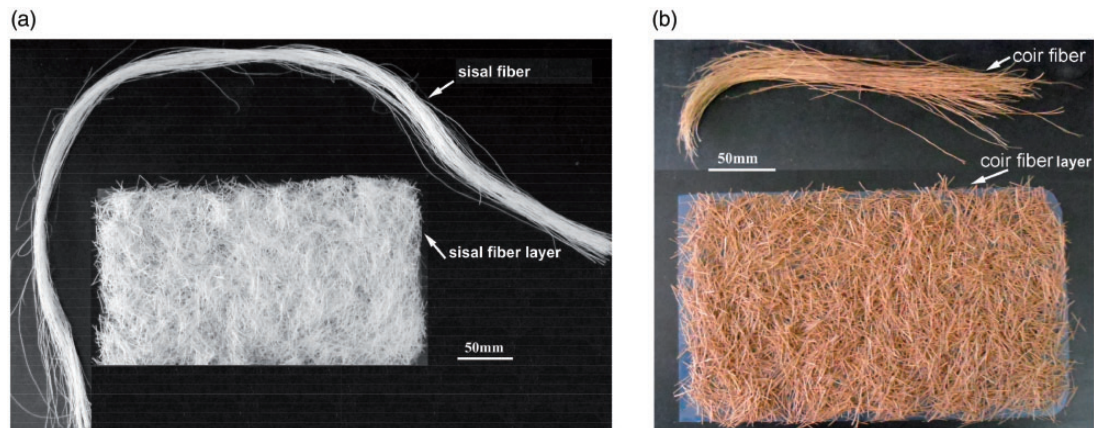 (a)
sisal fiber
sisal fiber layer
50mm
(b)
coir fiber
50mm
coir fiber layer